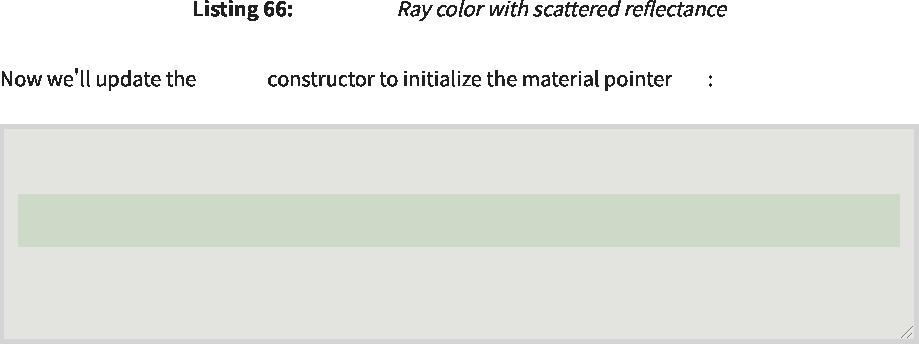 Listing 66: Ray color with scattered reflectance
Now we'll update the constructor to initialize the material pointer :